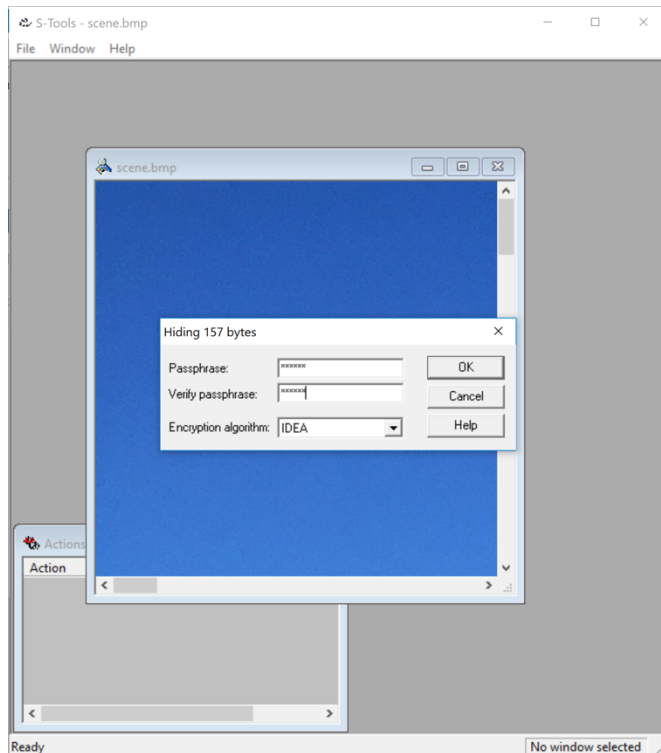 S-Tools - scene.bmp
File Window Help
scene.bmp
Hiding 157 bytes
Passphrase: ******
OK
Verify passphrase: ******
Cancel
Encryption algorithm: IDEA
Help
Actions
Action
Ready
No window selected